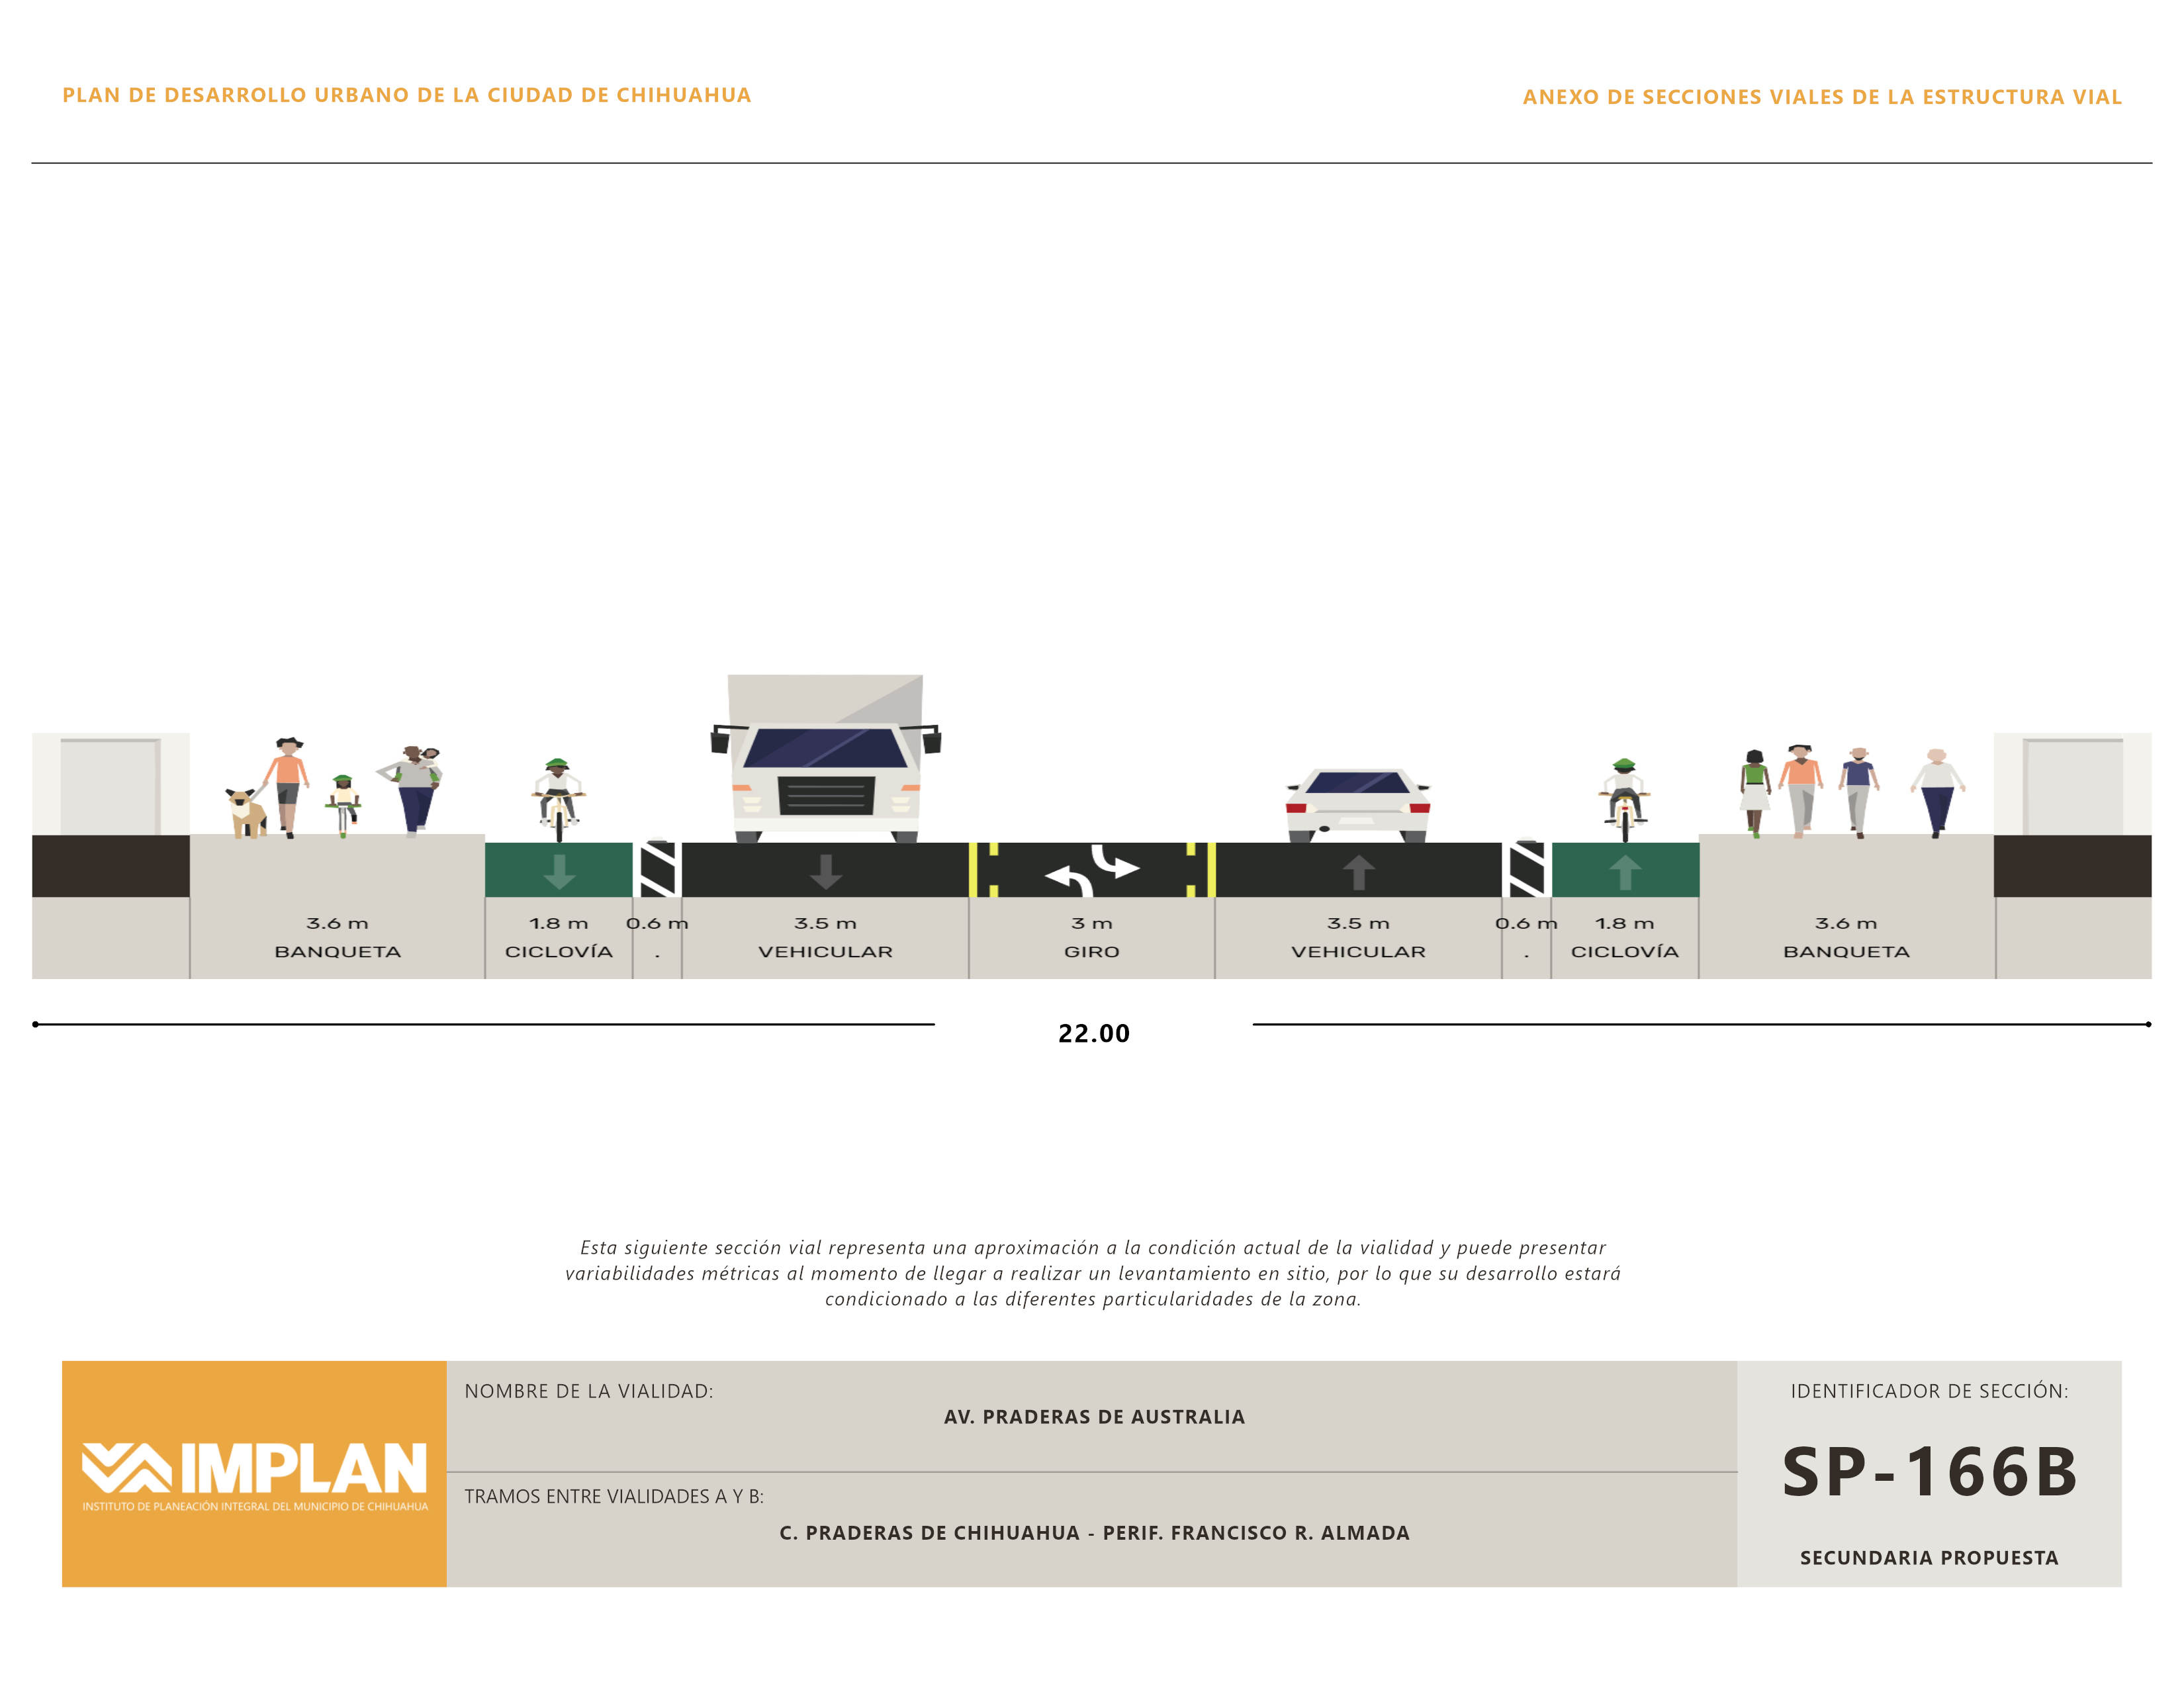 PLAN DE DESARROLLO URBANO DE LA CIUDAD DE CHIHUAHUA
ANEXO DE SECCIONES VIALES DE LA ESTRUCTURA VIAL
3.6 m 1.8 m 0.6 m 3.5 m 3 m 3.5 m 0.6 m 1.8 m 3.6 m
BANQUETA CICLOVÍA . VEHICULAR GIRO VEHICULAR . CICLOVÍA BANQUETA
22.00
Esta siguiente sección vial representa una aproximación a la condición actual de la vialidad y puede presentar
variabilidades métricas al momento de llegar a realizar un levantamiento en sitio, por lo que su desarrollo estará
condicionado a las diferentes particularidades de la zona.
IMPLAN
INSTITUTO DE PLANEACIÓN INTEGRAL DEL MUNICIPIO DE CHIHUAHUA
NOMBRE DE LA VIALIDAD:
AV. PRADERAS DE AUSTRALIA
TRAMOS ENTRE VIALIDADES A Y B:
C. PRADERAS DE CHIHUAHUA - PERIF. FRANCISCO R. ALMADA
IDENTIFICADOR DE SECCIÓN:
SP-166B
SECUNDARIA PROPUESTA